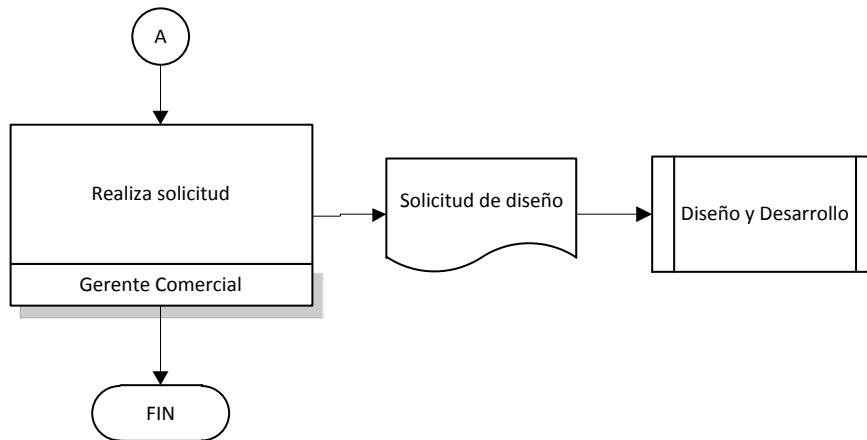 A
Realiza solicitud
Gerente Comercial
Solicitud de diseño
Diseño y Desarrollo
FIN